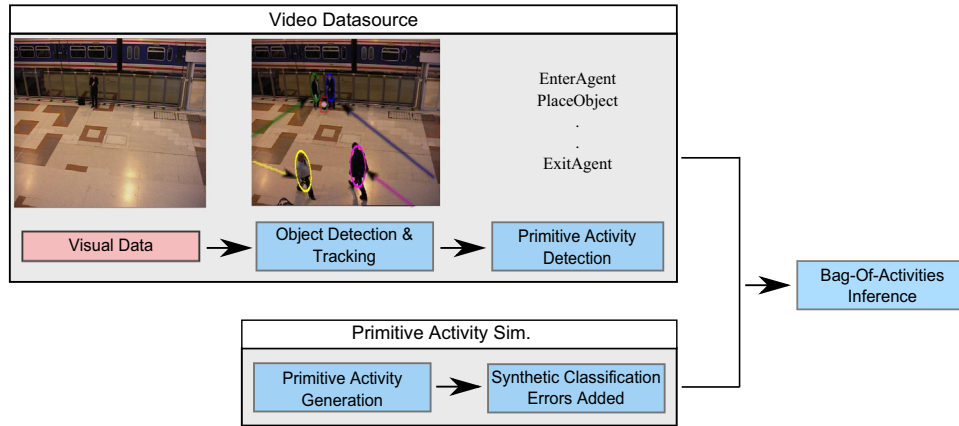 Video Datasource
EnterAgent
PlaceObject
.
.
ExitAgent
Visual Data
Object Detection &
Tracking
Primitive Activity
Detection
Bag-Of-Activities
Inference
Primitive Activity Sim.
Primitive Activity
Generation
Synthetic Classification
Errors Added